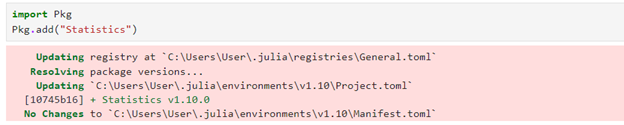 import Pkg
Pkg.add("Statistics")
Updating registry at `C:\Users\User\.julia\registries\General.toml`
Resolving package versions...
Updating `C:\Users\User\.julia\environments\v1.10\Project.toml`
[10745b16] + Statistics v1.10.0
No Changes to `C:\Users\User\.julia\environments\v1.10\Manifest.toml`